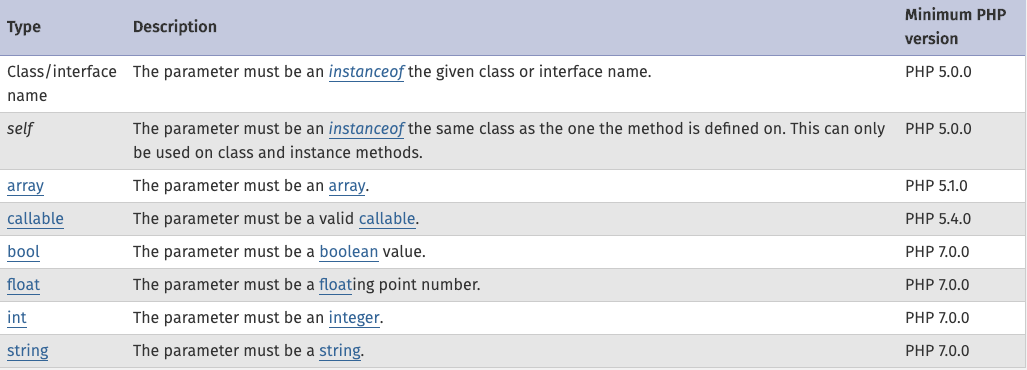 Type Description Minimum PHP
version
Class/interface The parameter must be an instanceof the given class or interface name. PHP 5.0.0
name
self The parameter must be an instanceof the same class as the one the method is defined on. This can only PHP 5.0.0
be used on class and instance methods.
array The parameter must be an array. PHP 5.1.0
callable The parameter must be a valid callable. PHP 5.4.0
bool The parameter must be a boolean value. PHP 7.0.0
float The parameter must be a floating point number. PHP 7.0.0
int The parameter must be an integer. PHP 7.0.0
string The parameter must be a string. PHP 7.0.0